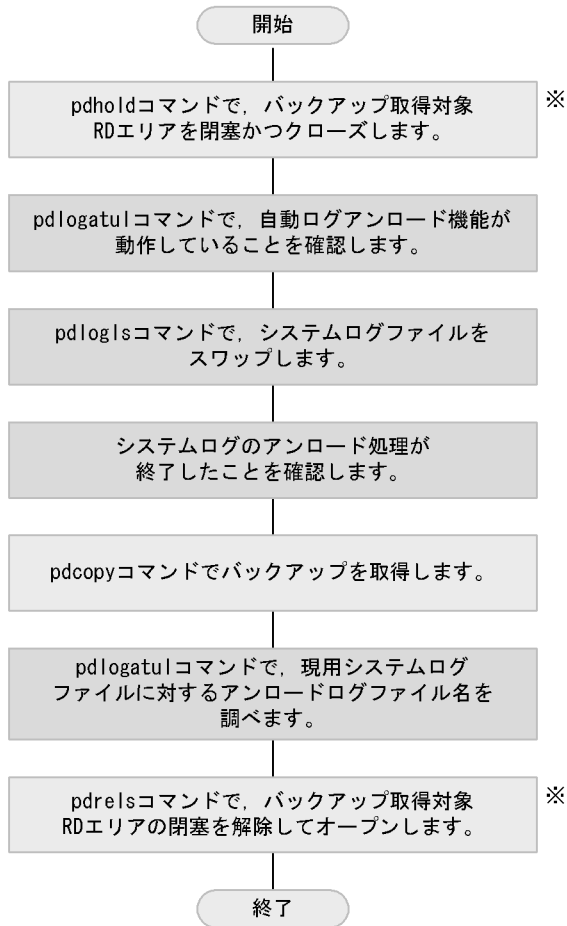 開始
pdholdコマンドで，バックアップ取得対象 ※
RDエリアを閉塞かつクローズします。
pdlogatulコマンドで，自動ログアンロード機能が
動作していることを確認します。
pdloglsコマンドで，システムログファイルを
スワップします。
システムログのアンロード処理が
終了したことを確認します。
pdcopyコマンドでバックアップを取得します。
pdlogatulコマンドで，現用システムログ
ファイルに対するアンロードログファイル名を
調べます。
pdrelsコマンドで，バックアップ取得対象 ※
RDエリアの閉塞を解除してオープンします。
終了